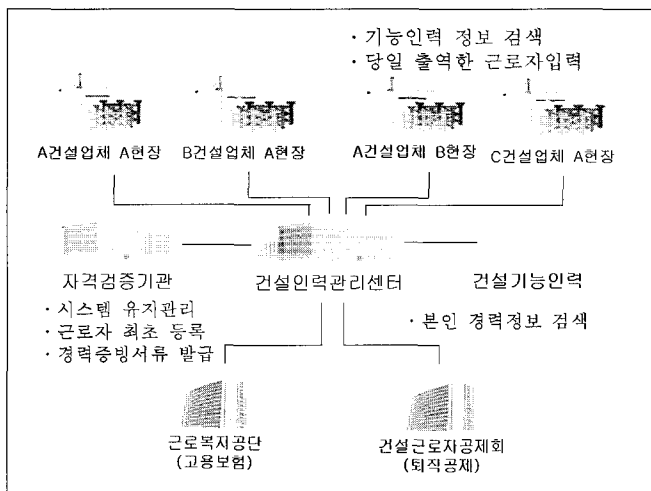 · 기능인력 정보 검색
· 당일 출역한 근로자입력
A건설업체 A현장
B건설업체 A현장
A건설업체 B현장
C건설업체 A현장
자격검증기관
건설인력관리센터
건설기능인력
· 시스템 유지관리
· 근로자 최초 등록
· 경력증빙서류 발급
· 본인 경력정보 검색
근로복지공단
(고용보험)
건설근로자공제회
(퇴직공제)